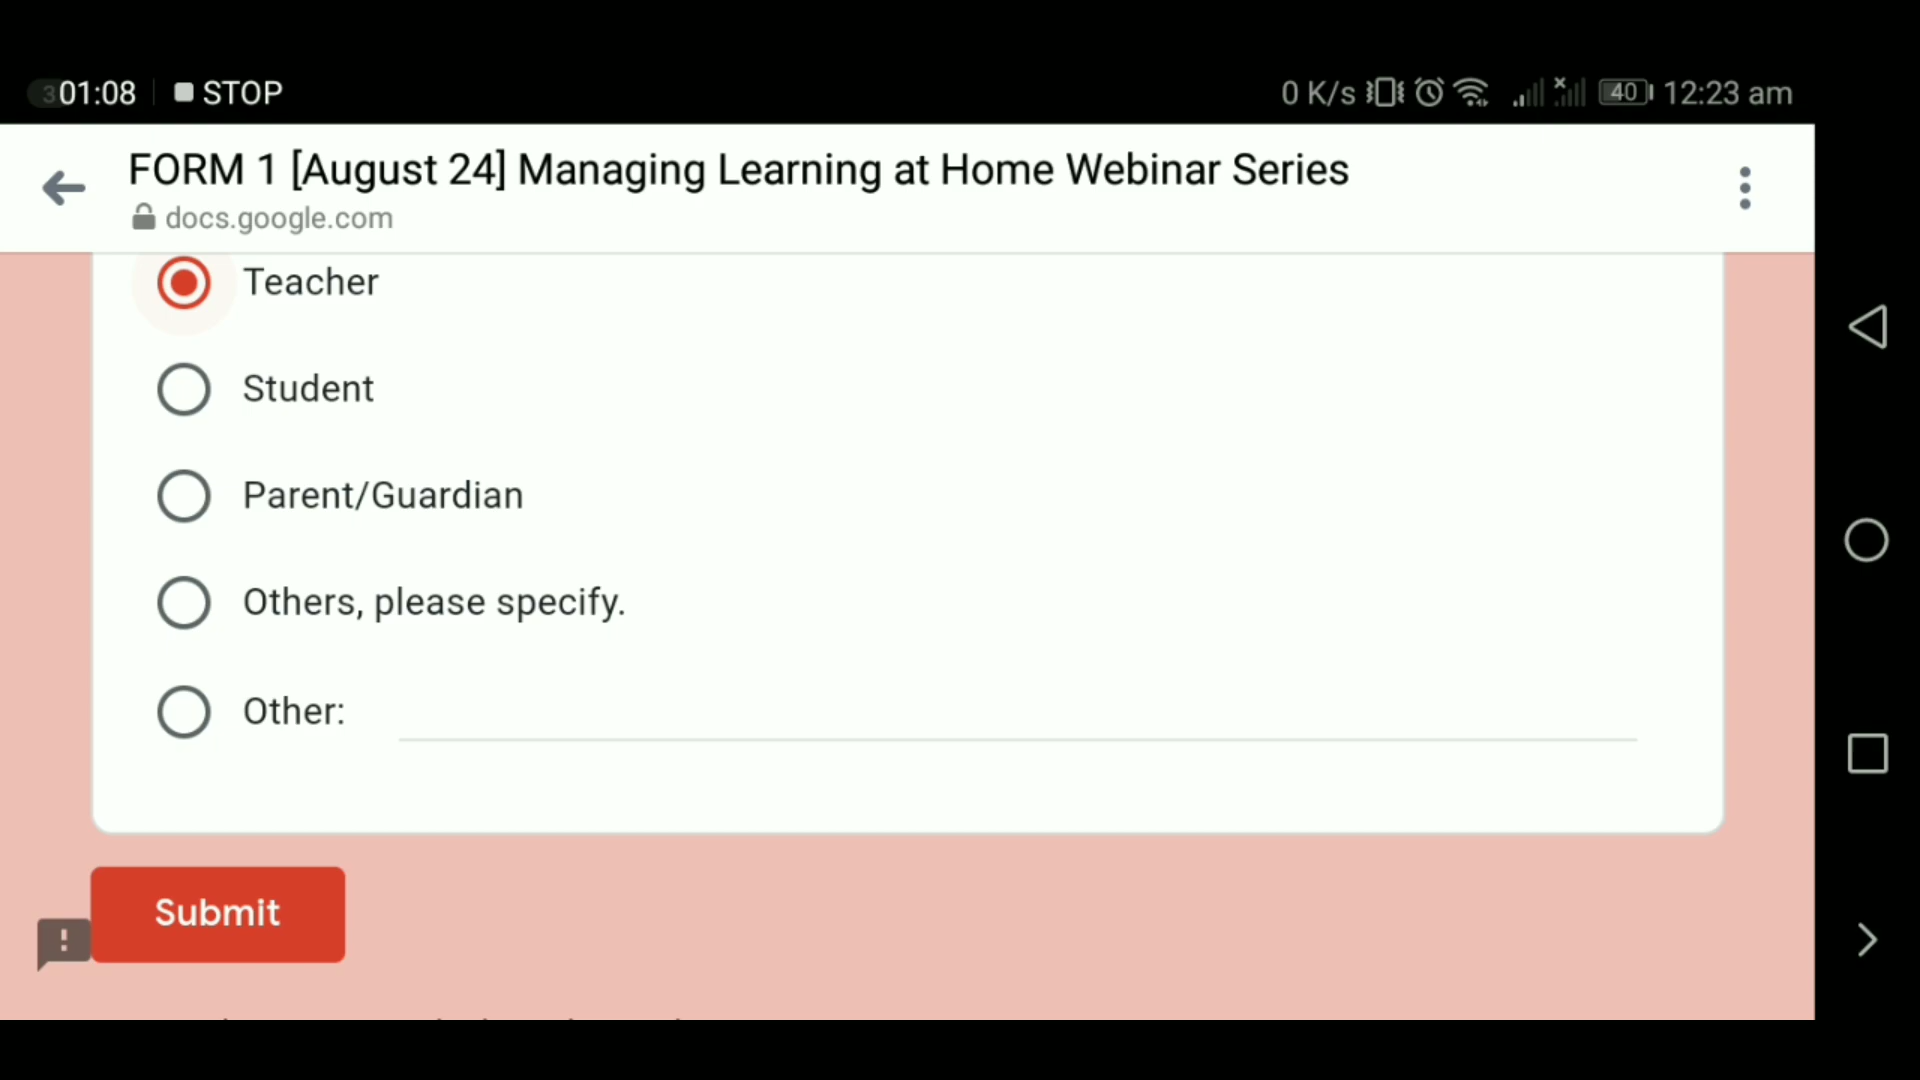 01:08 STOP 0 K/s 40 12:23 am
FORM 1 [August 24] Managing Learning at Home Webinar Series
docs.google.com
Teacher
Student
Parent/Guardian
Others, please specify.
Other:
Submit